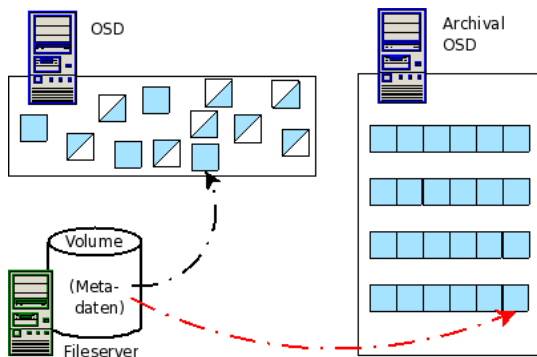 OSD
Archival
OSD
Volume
(Meta-
daten)
Fileserver